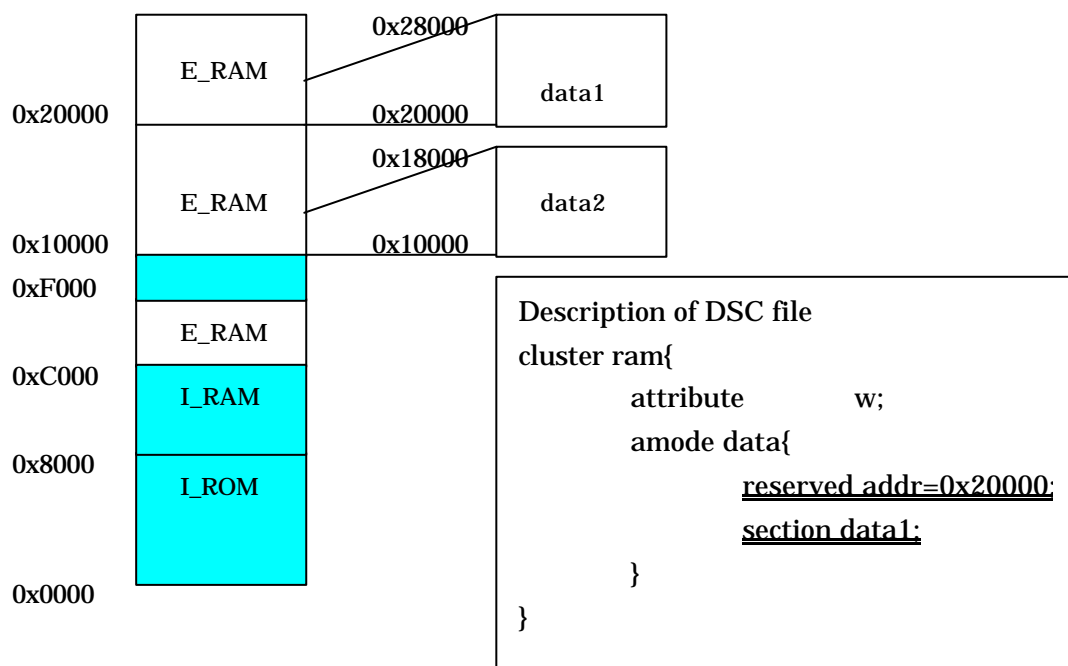 0x28000
E_RAM
data1
0x20000
0x20000
0x18000
E_RAM
data2
0x10000
0x10000
0xF000
E_RAM
0xC000
I_RAM
0x8000
I_ROM
0x0000
Description of DSC file
cluster ram{
attribute w;
amode data{
reserved addr=0x20000;
section data1;
}
}